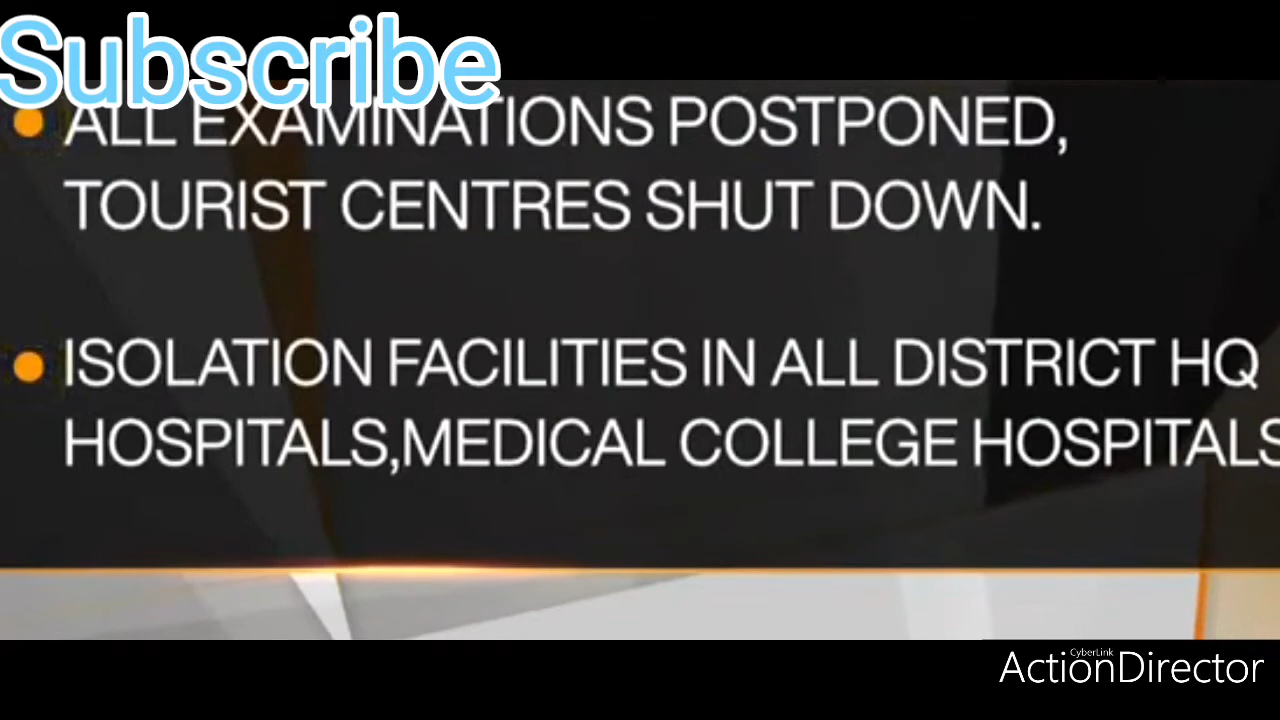 Subscribe
ALL EXAMINATIONS POSTPONED,
TOURIST CENTRES SHUT DOWN.
ISOLATION FACILITIES IN ALL DISTRICT HQ
HOSPITALS,MEDICAL COLLEGE HOSPITALS
CyberLink
ActionDirector